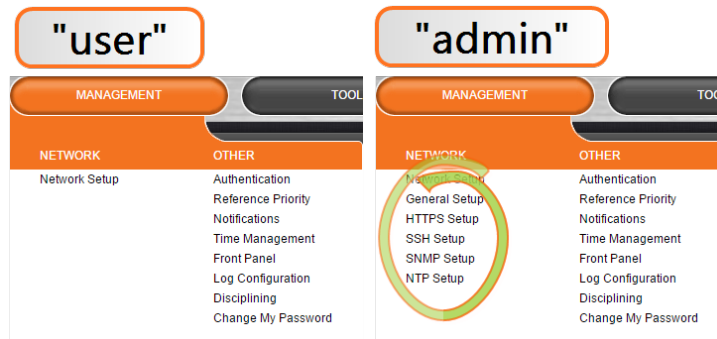 "user"
MANAGEMENT
TOOL
NETWORK
OTHER
Network Setup
Authentication
Reference Priority
Notifications
Time Management
Front Panel
Log Configuration
Disciplining
Change My Password
"admin"
MANAGEMENT
TOO
NETWORK
OTHER
Network Setup
General Setup
HTTPS Setup
SSH Setup
SNMP Setup
NTP Setup
Authentication
Reference Priority
Notifications
Time Management
Front Panel
Log Configuration
Disciplining
Change My Password